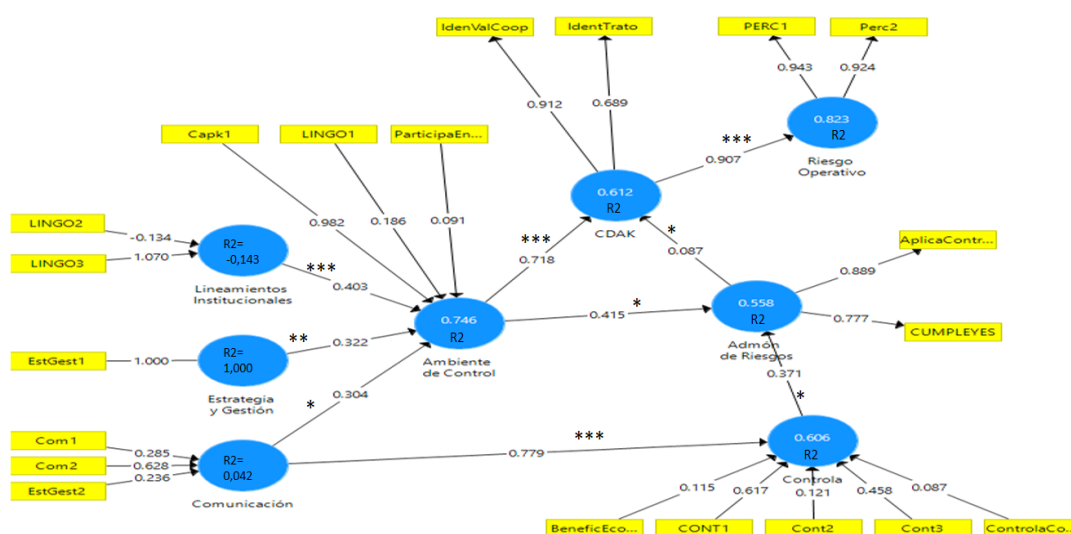 IdenValCoop
IdentTrato
PERC1
Perc2
0.943
0.924
0.912
0.689
Capk1
LINGO1
ParticipaEn...
0.823
R2
Riesgo
Operativo
***
0.907
0.612
R2
CDAK
LINGO2
-0.134
LINGO3
1.070
R2=
-0,143
Lineamientos
Institucionales
***
0.403
0.982
0.186
0.091
***
0.718
*
0.087
AplicaContr...
0.889
0.746
R2
Ambiente
de Control
*
0.415
0.558
R2
Admón
de Riesgos
0.777
CUMPLEYES
EstGest1
1.000
R2=
1,000
Estrategia
y Gestión
**
0.322
*
0.304
0.371
*
Com1
0.285
Com2
0.628
EstGest2
0.236
R2=
0,042
Comunicación
***
0.779
0.606
R2
Controla
0.115
0.617
0.121
0.458
0.087
BeneficEco...
CONT1
Cont2
Cont3
ControlaCo...